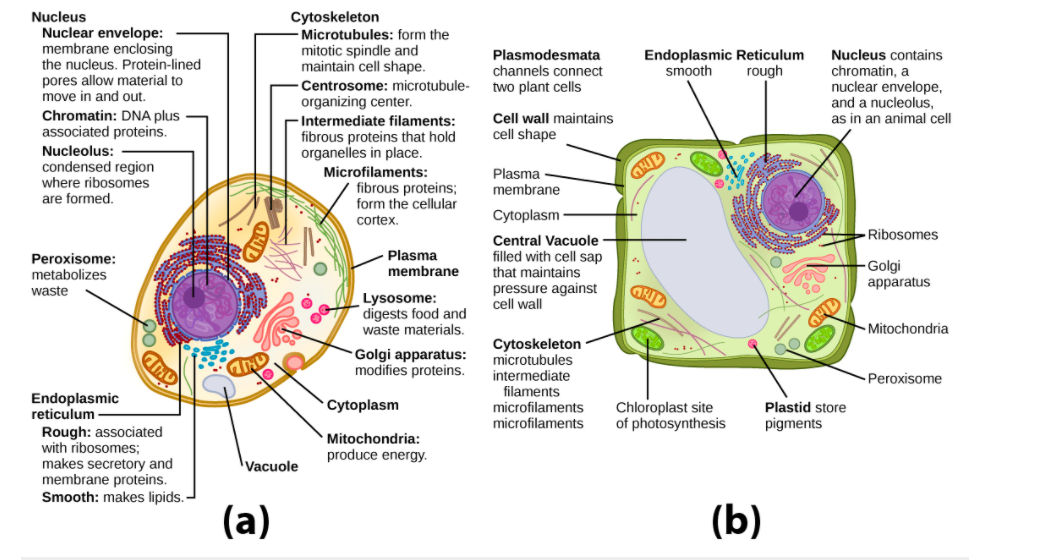 Nucleus
Nuclear envelope:
membrane enclosing
the nucleus. Protein-lined
pores allow material to
move in and out.
Chromatin: DNA plus
associated proteins.
Nucleolus:
condensed region
where ribosomes
are formed.
Peroxisome:
metabolizes
waste
Endoplasmic
reticulum
Rough: associated
with ribosomes;
makes secretory and
membrane proteins.
Smooth: makes lipids.
Cytoskeleton
Microtubules: form the
mitotic spindle and
maintain cell shape.
Centrosome: microtubule-
organizing center.
Intermediate filaments:
fibrous proteins that hold
organelles in place.
Microfilaments:
fibrous proteins;
form the cellular
cortex.
Plasma
membrane
Lysosome:
digests food and
waste materials.
Golgi apparatus:
modifies proteins.
Cytoplasm
Mitochondria:
produce energy.
Vacuole
(a)
Plasmodesmata
channels connect
two plant cells
Cell wall maintains
cell shape
Plasma
membrane
Cytoplasm
Central Vacuole
filled with cell sap
that maintains
pressure against
cell wall
Cytoskeleton
microtubules
intermediate
filaments
microfilaments
microfilaments
Endoplasmic Reticulum
smooth rough
Nucleus contains
chromatin, a
nuclear envelope,
and a nucleolus,
as in an animal cell
Ribosomes
Golgi
apparatus
Mitochondria
Peroxisome
Chloroplast site
of photosynthesis
Plastid store
pigments
(b)